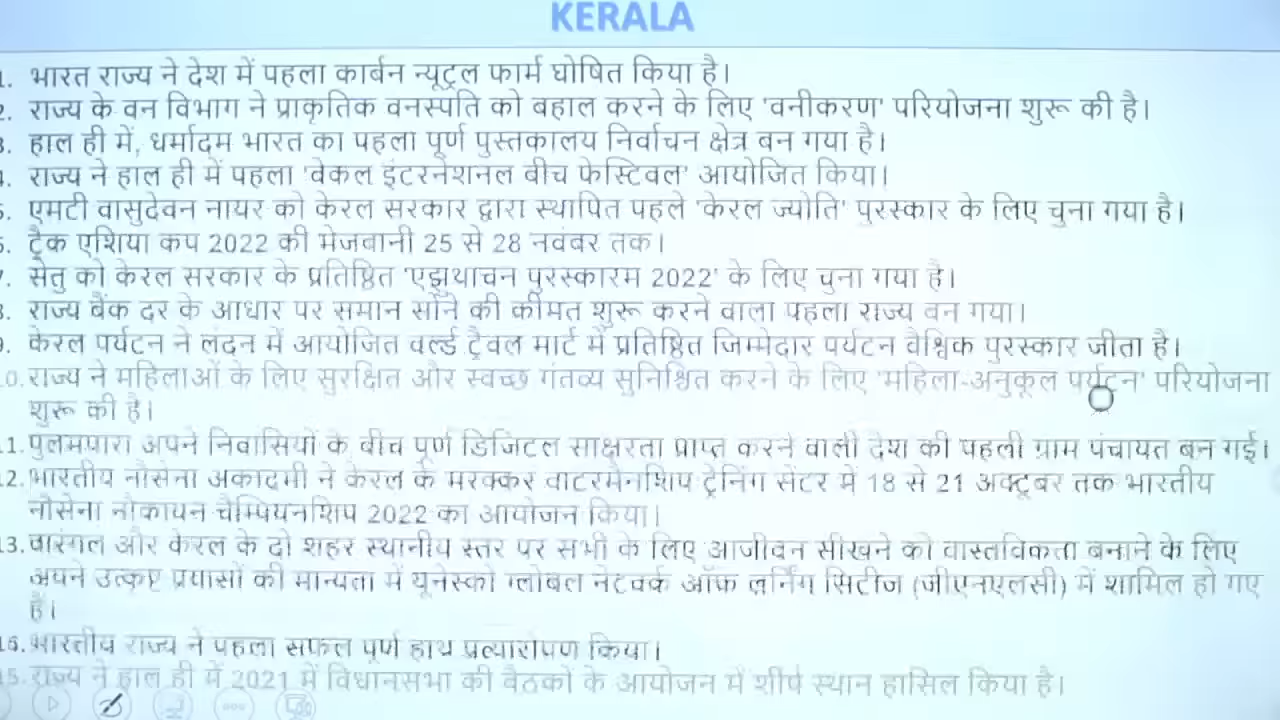 KERALA
1. भारत राज्य ने देश में पहला कार्बन न्यूट्रल फार्म घोषित किया है।
2. राज्य के वन विभाग ने प्राकृतिक वनस्पति को बहाल करने के लिए 'वनीकरण' परियोजना शुरू की है।
3. हाल ही में, धर्मादम भारत का पहला पूर्ण पुस्तकालय निर्वाचन क्षेत्र बन गया है।
4. राज्य ने हाल ही में पहला 'बेकल इंटरनेशनल बीच फेस्टिवल' आयोजित किया।
5. एमटी वासुदेवन नायर को केरल सरकार द्वारा स्थापित पहले 'केरल ज्योति' पुरस्कार के लिए चुना गया है।
6. ट्रैक एशिया कप 2022 की मेजबानी 25 से 28 नवंबर तक।
7. सेतु को केरल सरकार के प्रतिष्ठित 'एझुथाचन पुरस्कारम 2022' के लिए चुना गया है।
8. राज्य बैंक दर के आधार पर समान सोने की कीमत शुरू करने वाला पहला राज्य बन गया।
9. केरल पर्यटन ने लंदन में आयोजित वर्ल्ड ट्रैवल मार्ट में प्रतिष्ठित जिम्मेदार पर्यटन वैश्विक पुरस्कार जीता है।
10. राज्य ने महिलाओं के लिए सुरक्षित और स्वच्छ गंतव्य सुनिश्चित करने के लिए 'महिला-अनुकूल पर्यटन' परियोजना
शुरू की है।
11. पुलमपारा अपने निवासियों के बीच पूर्ण डिजिटल साक्षरता प्राप्त करने वाली देश की पहली ग्राम पंचायत बन गई।
12. भारतीय नौसेना अकादमी ने केरल के मरक्कर वाटरमैनशिप ट्रेनिंग सेंटर में 18 से 21 अक्टूबर तक भारतीय
नौसेना नौकायन चैम्पियनशिप 2022 का आयोजन किया।
13. वारंगल और केरल के दो शहर स्थानीय स्तर पर सभी के लिए आजीवन सीखने को वास्तविकता बनाने के लिए
अपने उत्कृष्ट प्रयासों की मान्यता में यूनेस्को ग्लोबल नेटवर्क ऑफ लर्निंग सिटीज (जीएनएलसी) में शामिल हो गए
हैं।
16. भारतीय राज्य ने पहला सफल पूर्ण हाथ प्रत्यारोपण किया।
15. राज्य ने हाल ही में 2021 में विधानसभा की बैठकों के आयोजन में शीर्ष स्थान हासिल किया है।